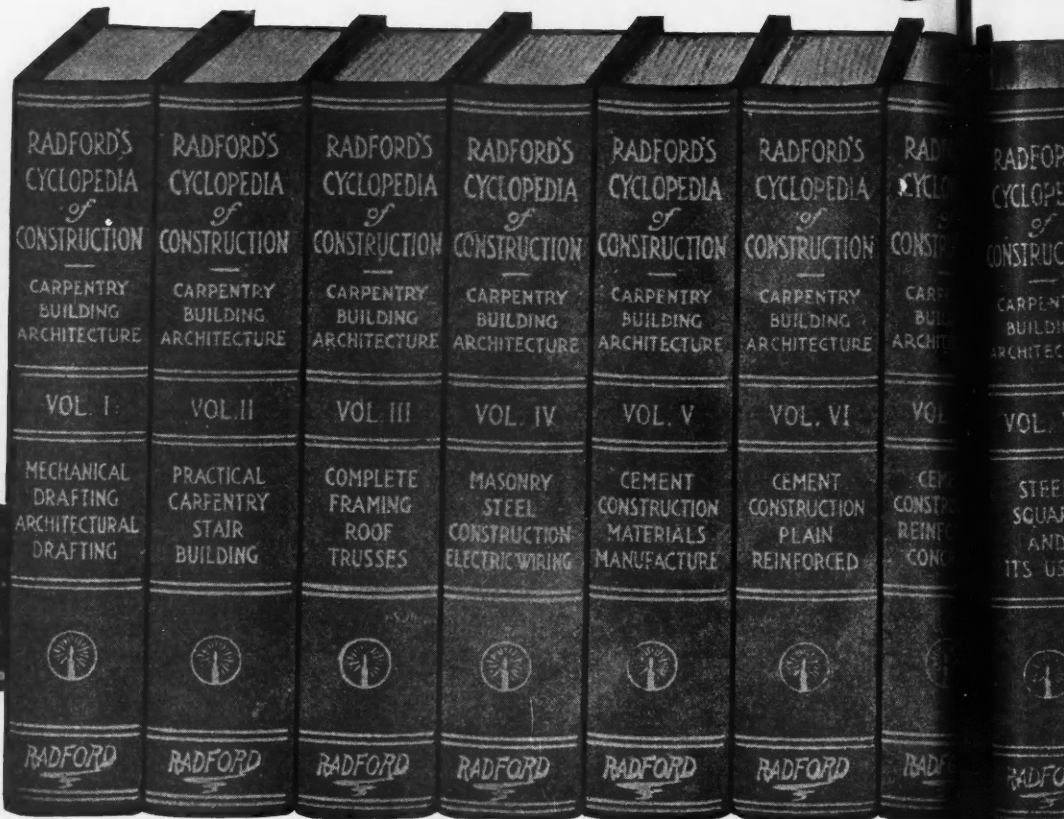 RADFORD'S
CYCLOPEDIA
of
CONSTRUCTION
CARPENTRY
BUILDING
ARCHITECTURE
VOL. I
MECHANICAL
DRAFTING
ARCHITECTURAL
DRAFTING
RADFORD
RADFORD'S
CYCLOPEDIA
of
CONSTRUCTION
CARPENTRY
BUILDING
ARCHITECTURE
VOL. II
PRACTICAL
CARPENTRY
STAIR
BUILDING
RADFORD
RADFORD'S
CYCLOPEDIA
of
CONSTRUCTION
CARPENTRY
BUILDING
ARCHITECTURE
VOL. III
COMPLETE
FRAMING
ROOF
TRUSSES
RADFORD
RADFORD'S
CYCLOPEDIA
of
CONSTRUCTION
CARPENTRY
BUILDING
ARCHITECTURE
VOL. IV
MASONRY
STEEL
CONSTRUCTION
ELECTRIC WIRING
RADFORD
RADFORD'S
CYCLOPEDIA
of
CONSTRUCTION
CARPENTRY
BUILDING
ARCHITECTURE
VOL. V
CEMENT
CONSTRUCTION
MATERIALS
MANUFACTURE
RADFORD
RADFORD'S
CYCLOPEDIA
of
CONSTRUCTION
CARPENTRY
BUILDING
ARCHITECTURE
VOL. VI
CEMENT
CONSTRUCTION
PLAIN
REINFORCED
RADFORD
VOL.
STEEL
AND